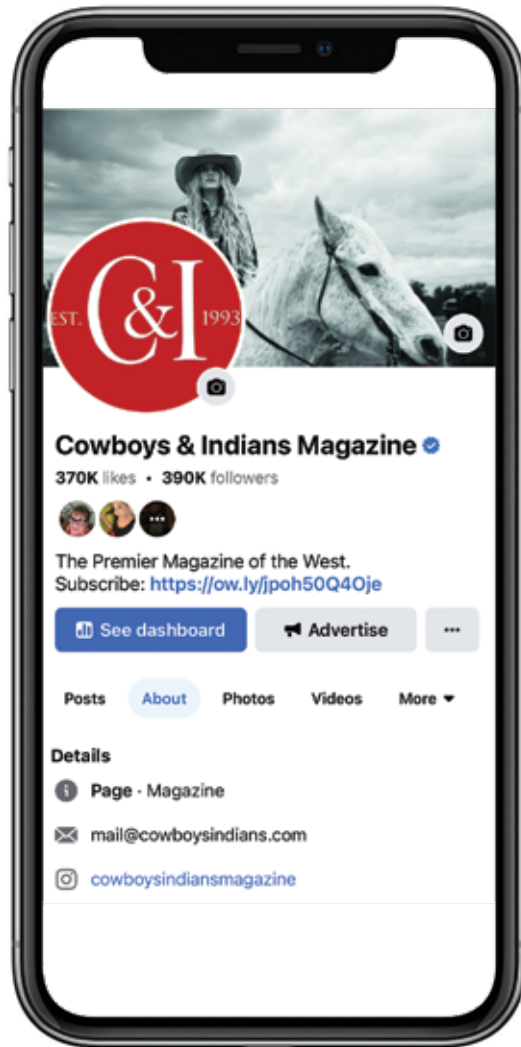 EST. C&I 1993
Cowboys & Indians Magazine
370K likes • 390K followers
The Premier Magazine of the West.
Subscribe: https://ow.ly/jpoh50Q4Oje
See dashboard
Advertise
Posts About Photos Videos More
Details
Page · Magazine
mail@cowboysindians.com
cowboysindiansmagazine